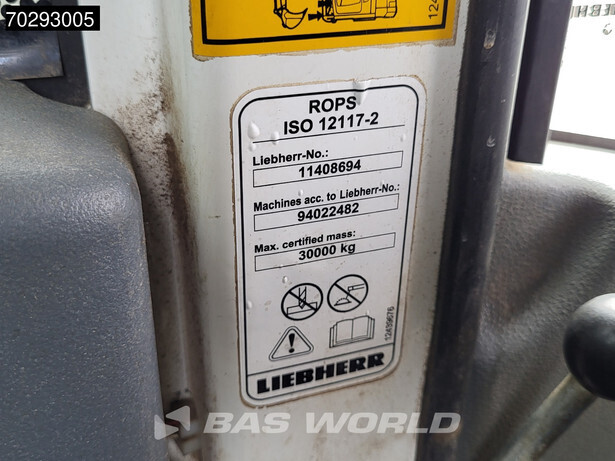 70293005
ROPS
ISO 12117-2
Liebherr-No.:
11408694
Machines acc. to Liebherr-No.:
94022482
Max. certified mass:
30000 kg
12439676
LIEBHERR
BAS WORLD